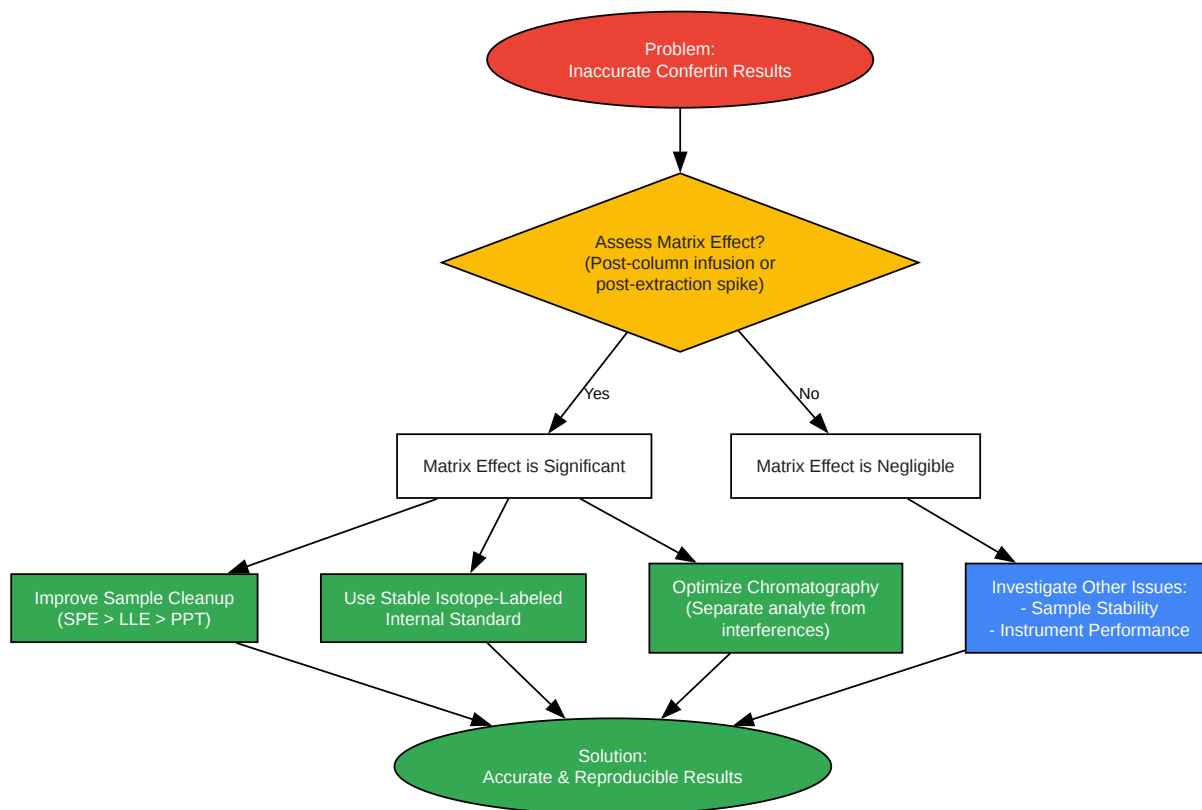 Problem:
Inaccurate Confertin Results
Assess Matrix Effect?
(Post-column infusion or
post-extraction spike)
Yes
No
Matrix Effect is Significant
Matrix Effect is Negligible
Improve Sample Cleanup
(SPE > LLE > PPT)
Use Stable Isotope-Labeled
Internal Standard
Optimize Chromatography
(Separate analyte from
interferences)
Investigate Other Issues:
- Sample Stability
- Instrument Performance
Solution:
Accurate & Reproducible Results